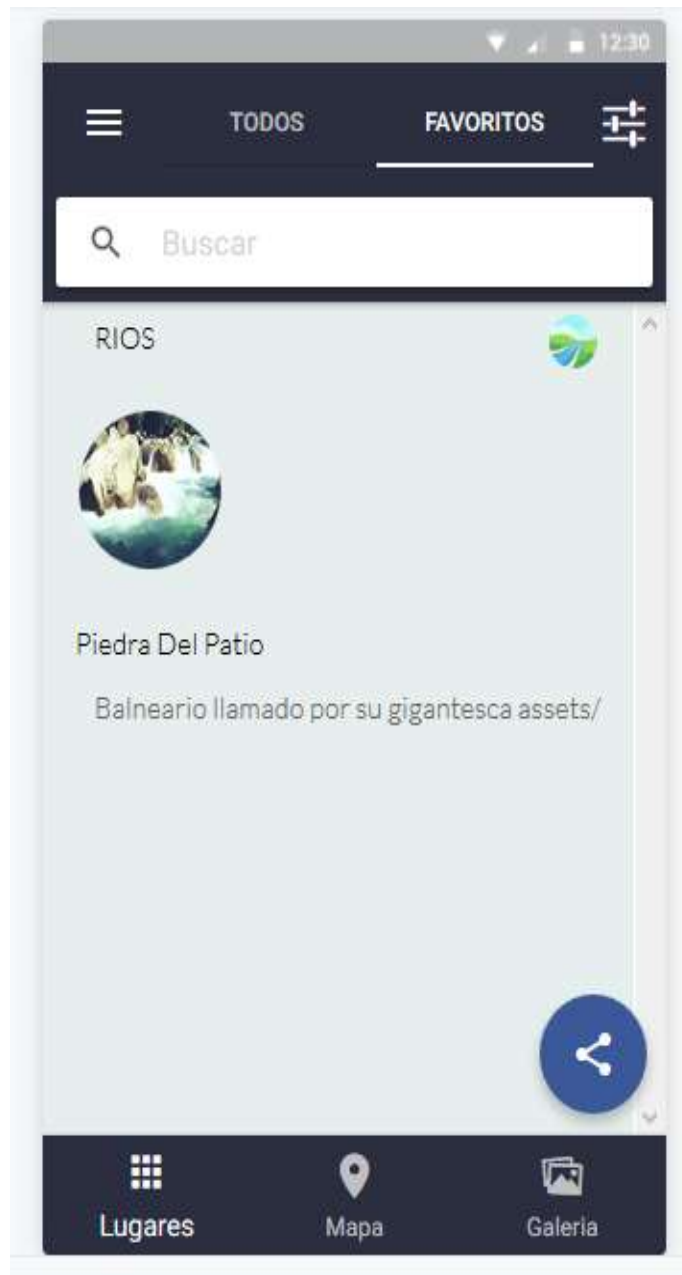 12:30
TODOS FAVORITOS
Buscar
RIOS
Piedra Del Patio
Balneario llamado por su gigantesca assets/
Lugares Mapa Galeria